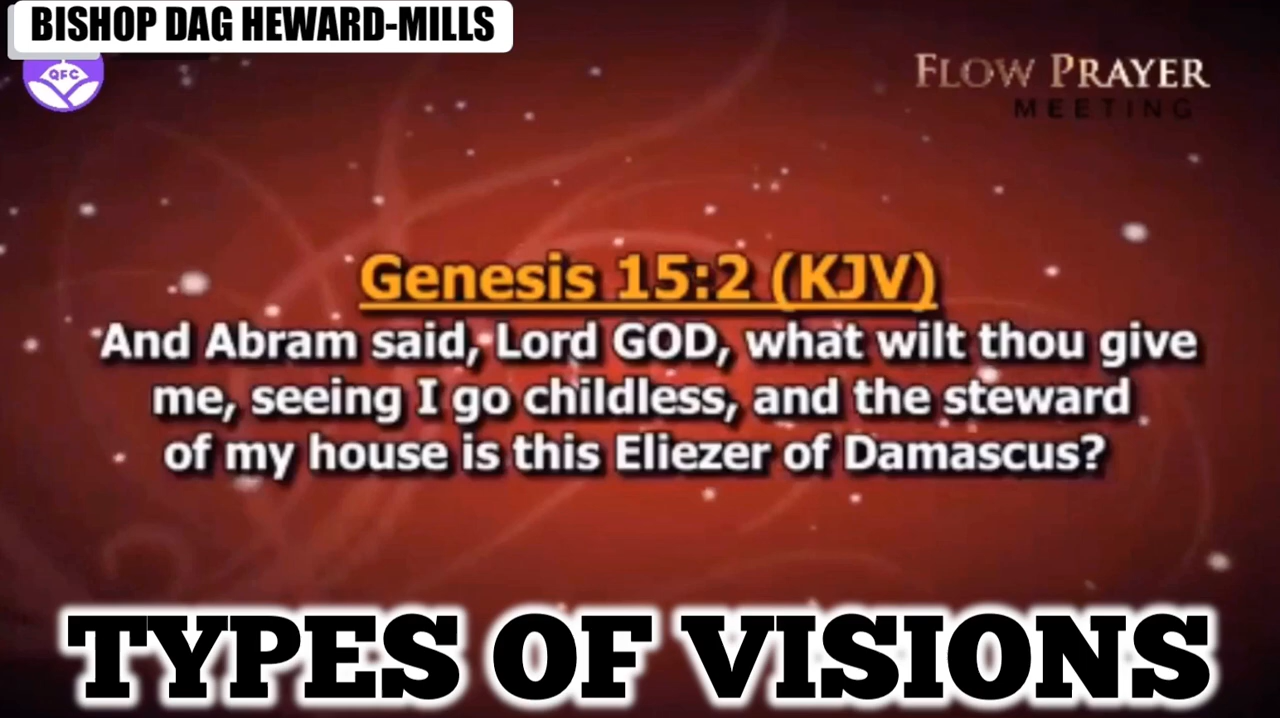 BISHOP DAG HEWARD-MILLS
QFC
FLOW PRAYER
MEETING
Genesis 15:2 (KJV)
And Abram said, Lord GOD, what wilt thou give
me, seeing I go childless, and the steward
of my house is this Eliezer of Damascus?
TYPES OF VISIONS